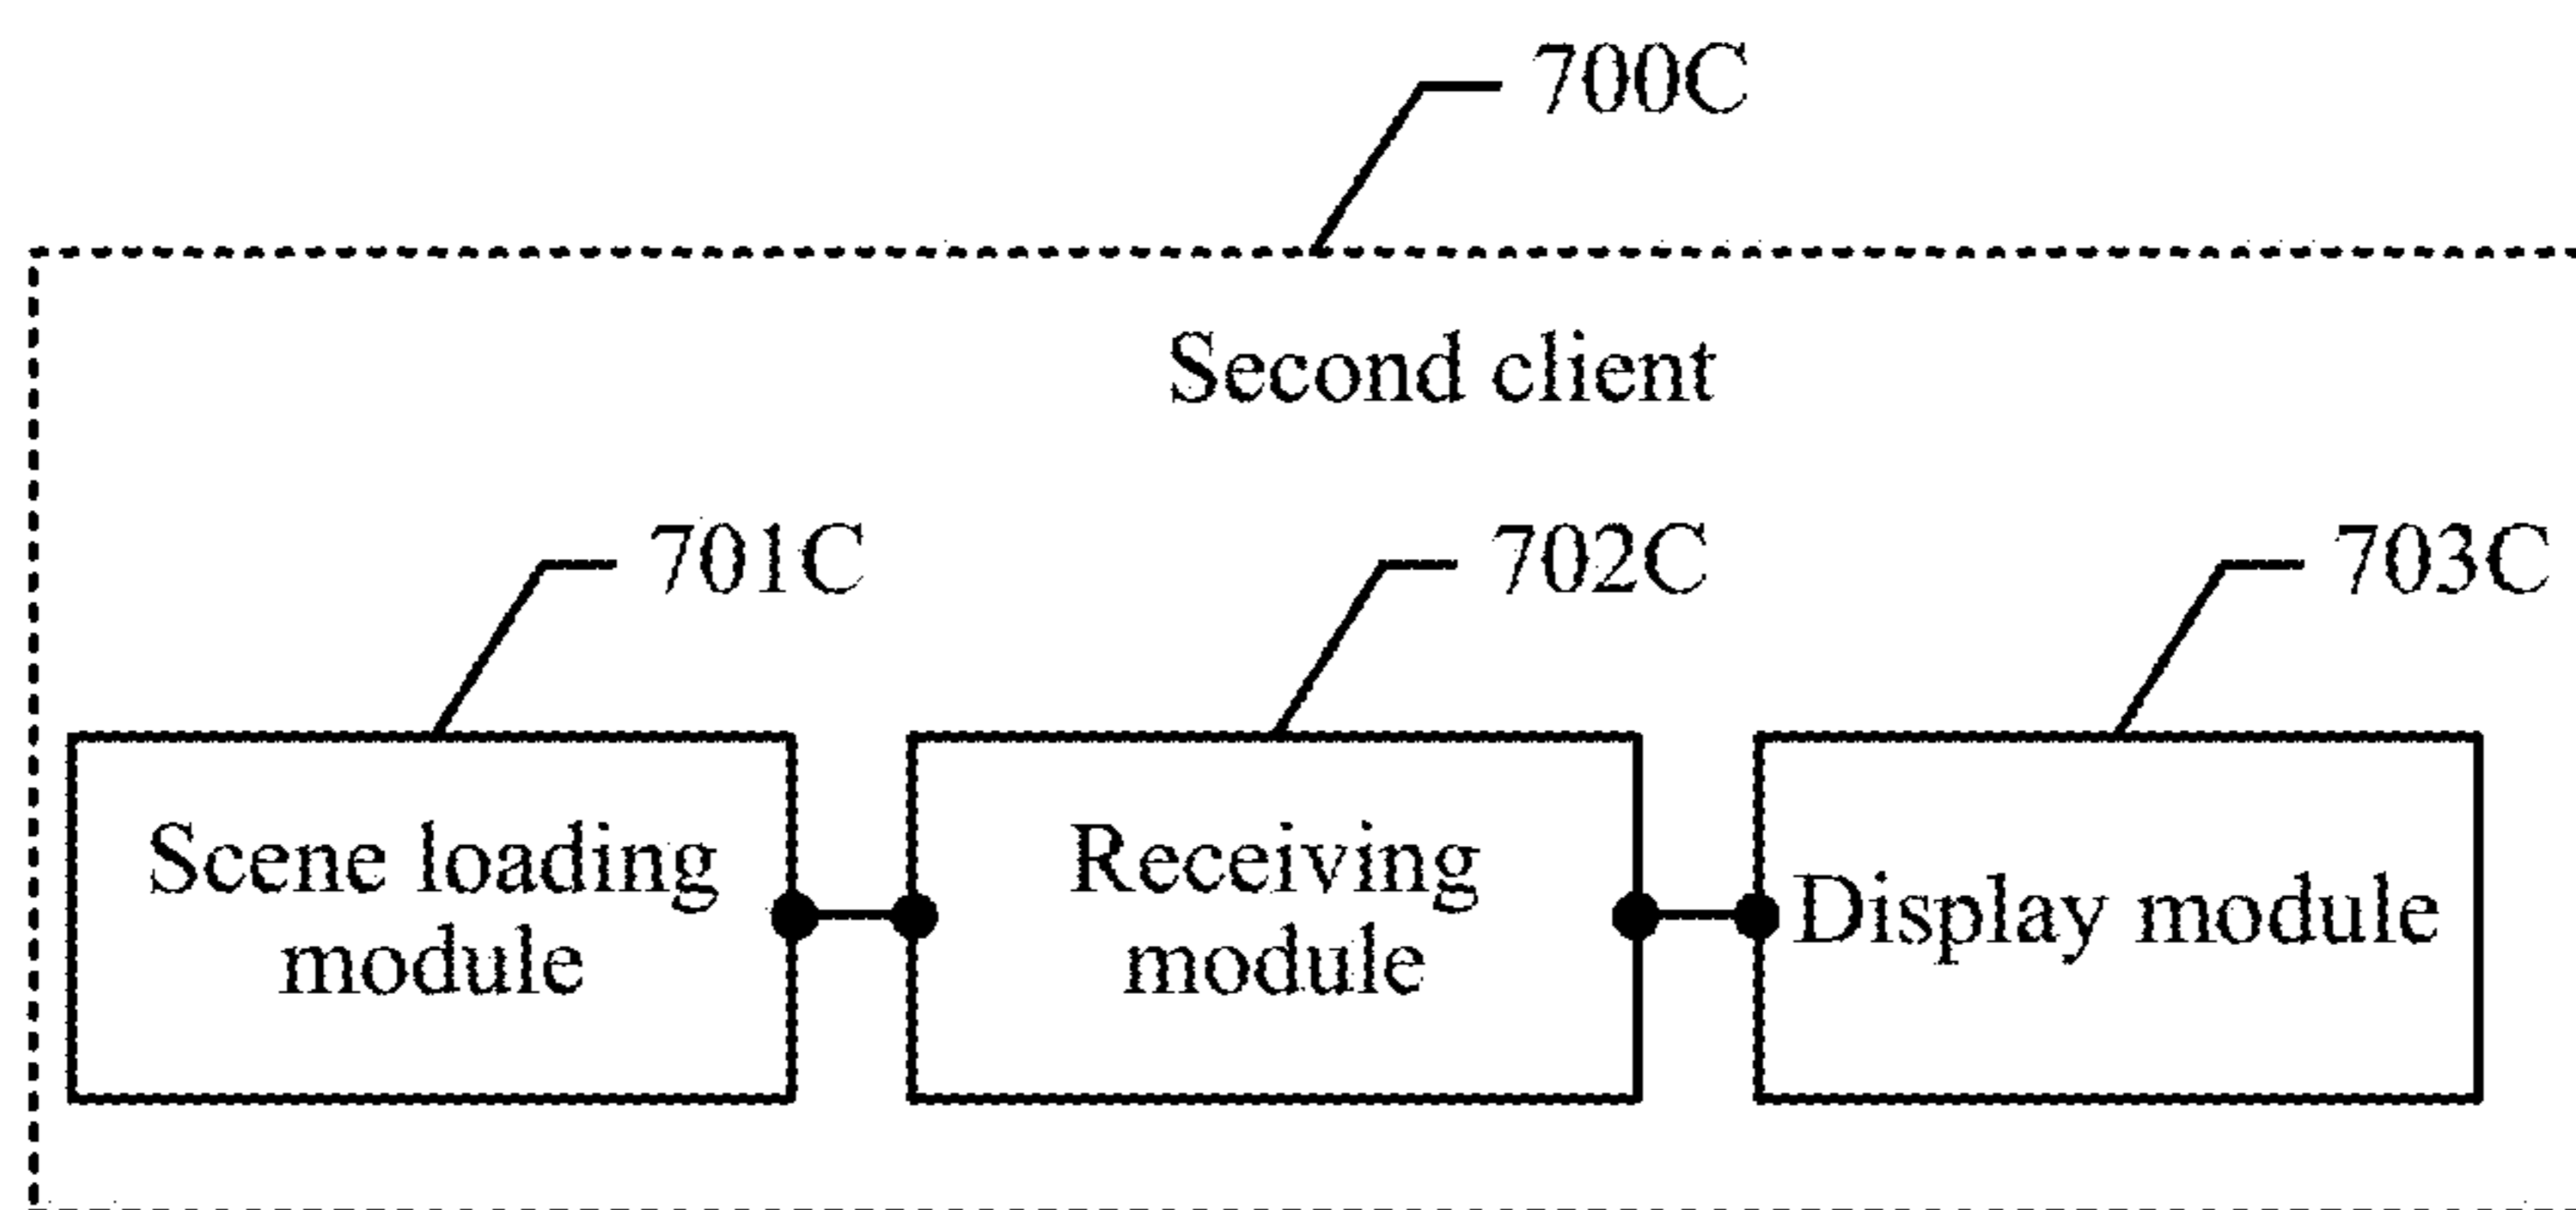 700C
Second client
701C
702C
703C
Scene loading
module
Receiving
module
Display module